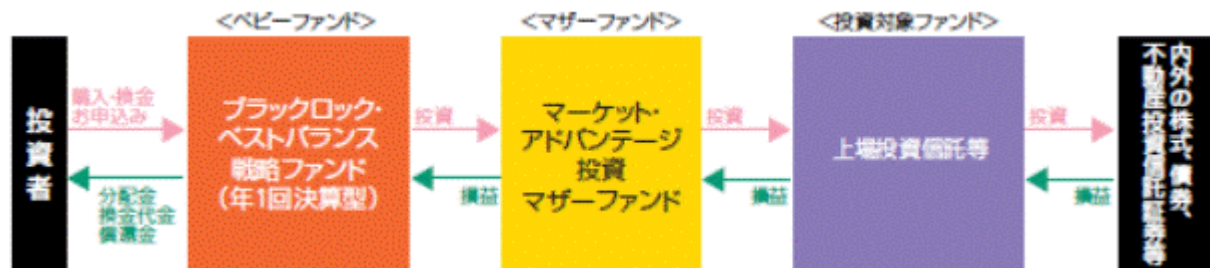 <ベビーファンド>
<マザーファンド>
<投資対象ファンド>
投資者
購入・換金
お申込み
分配金
換金代金
償還金
ブラックロック・
ベストバランス
戦略ファンド
(年1回決算型)
投資
損益
マーケット・
アドバンテージ
投資
マザーファンド
投資
損益
上場投資信託等
投資
損益
内外の株式、債券、
不動産投資信託証券等